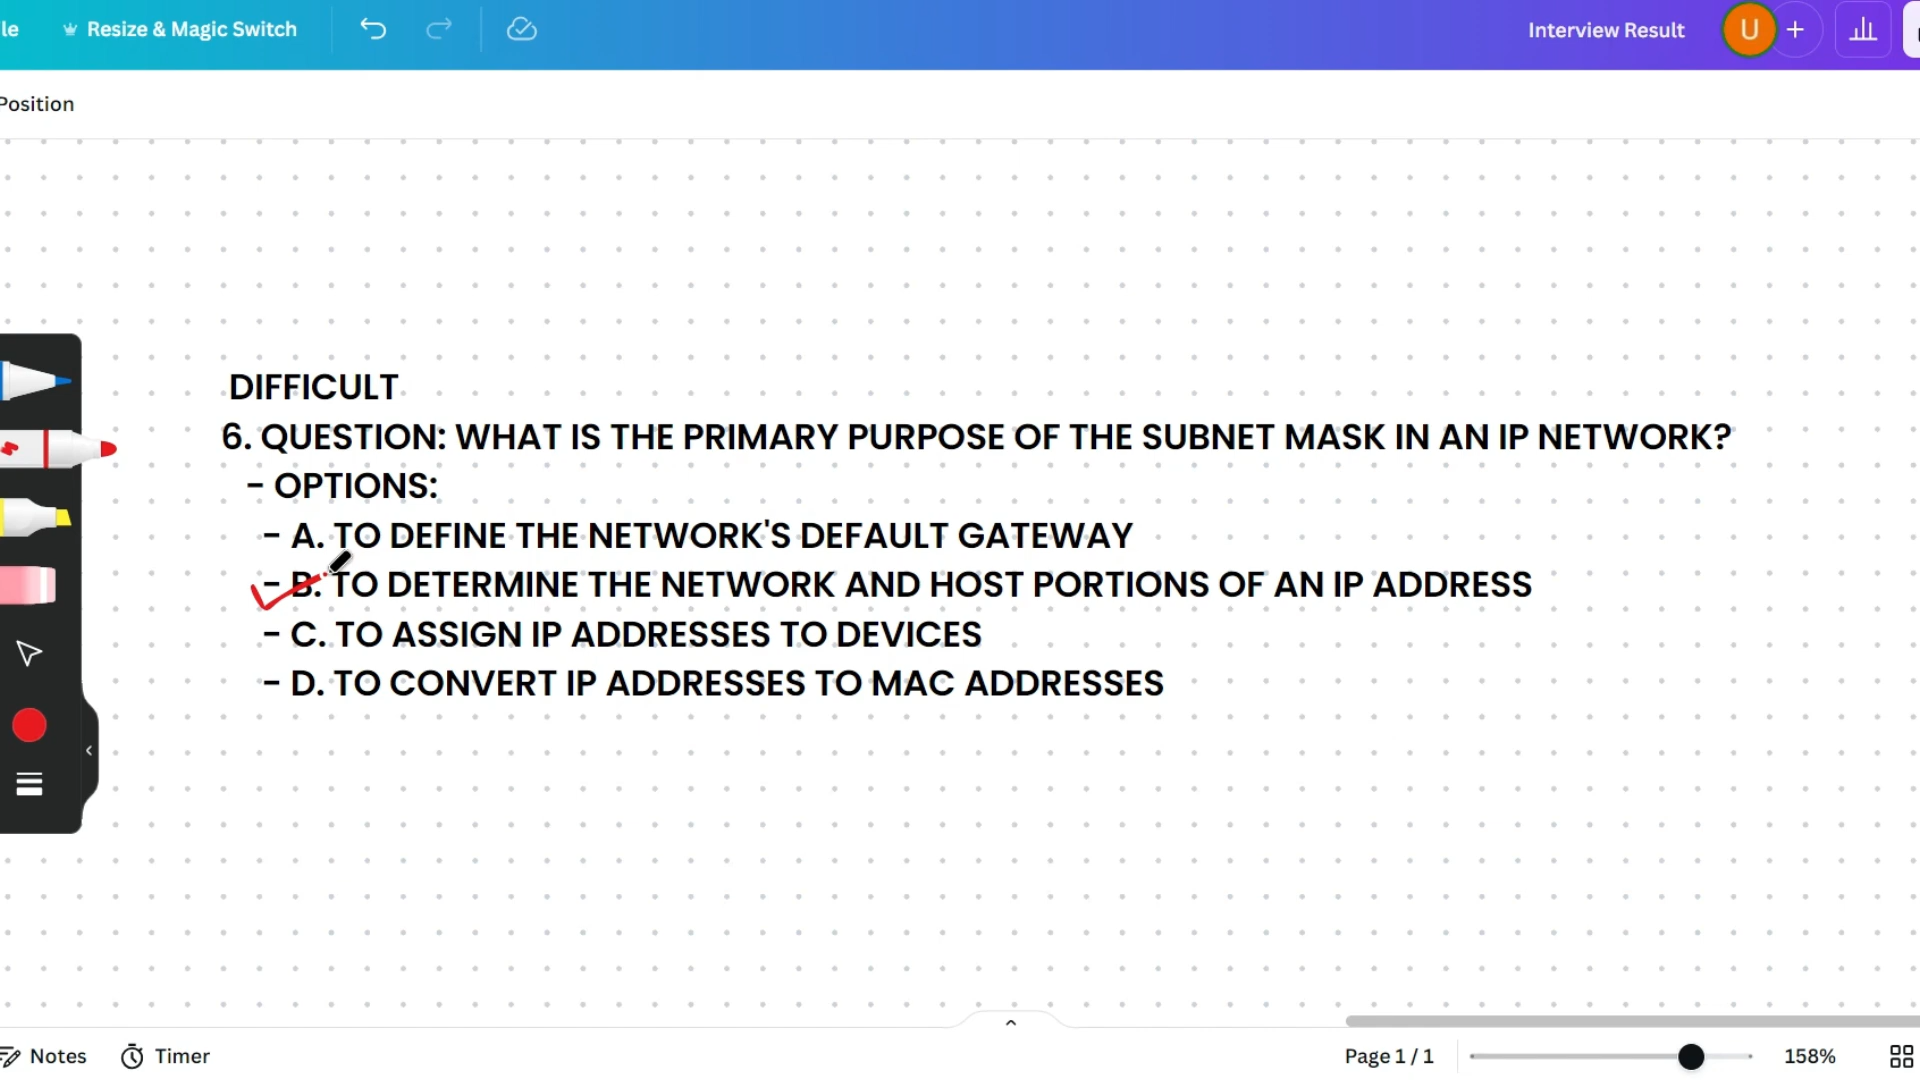 le Resize & Magic Switch Interview Result U
Position
DIFFICULT
6. QUESTION: WHAT IS THE PRIMARY PURPOSE OF THE SUBNET MASK IN AN IP NETWORK?
- OPTIONS:
- A. TO DEFINE THE NETWORK'S DEFAULT GATEWAY
- B. TO DETERMINE THE NETWORK AND HOST PORTIONS OF AN IP ADDRESS
- C. TO ASSIGN IP ADDRESSES TO DEVICES
- D. TO CONVERT IP ADDRESSES TO MAC ADDRESSES
Notes Timer Page 1 / 1 158%